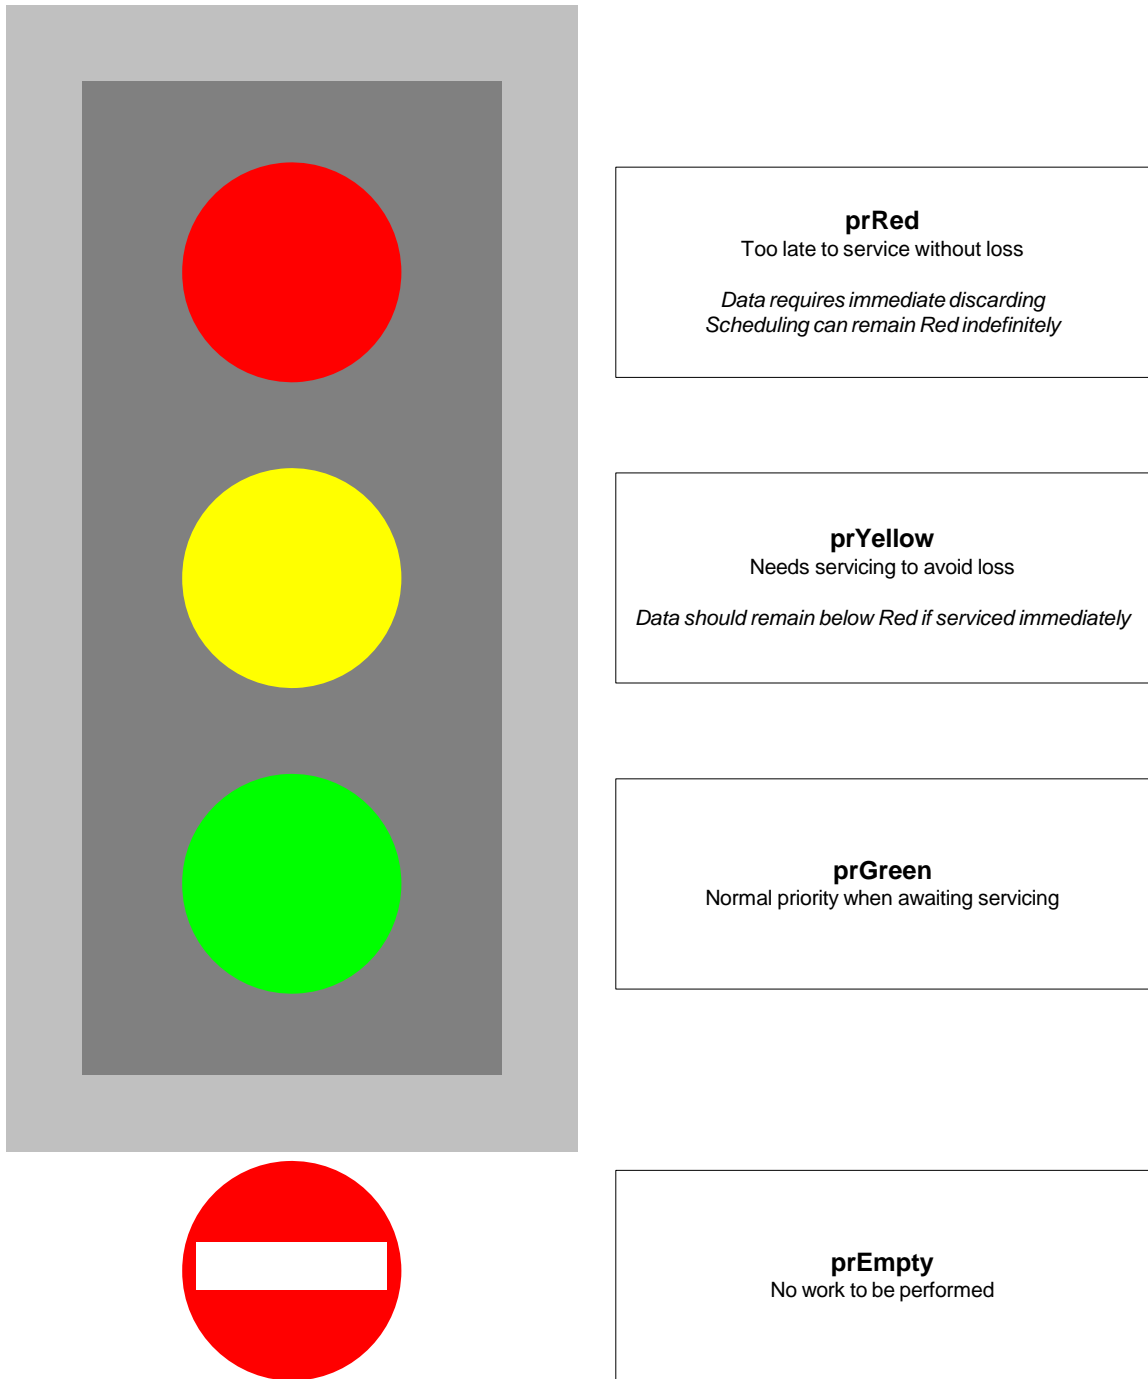 prRed
Too late to service without loss
Data requires immediate discarding
Scheduling can remain Red indefinitely
prYellow
Needs servicing to avoid loss
Data should remain below Red if serviced immediately
prGreen
Normal priority when awaiting servicing
prEmpty
No work to be performed